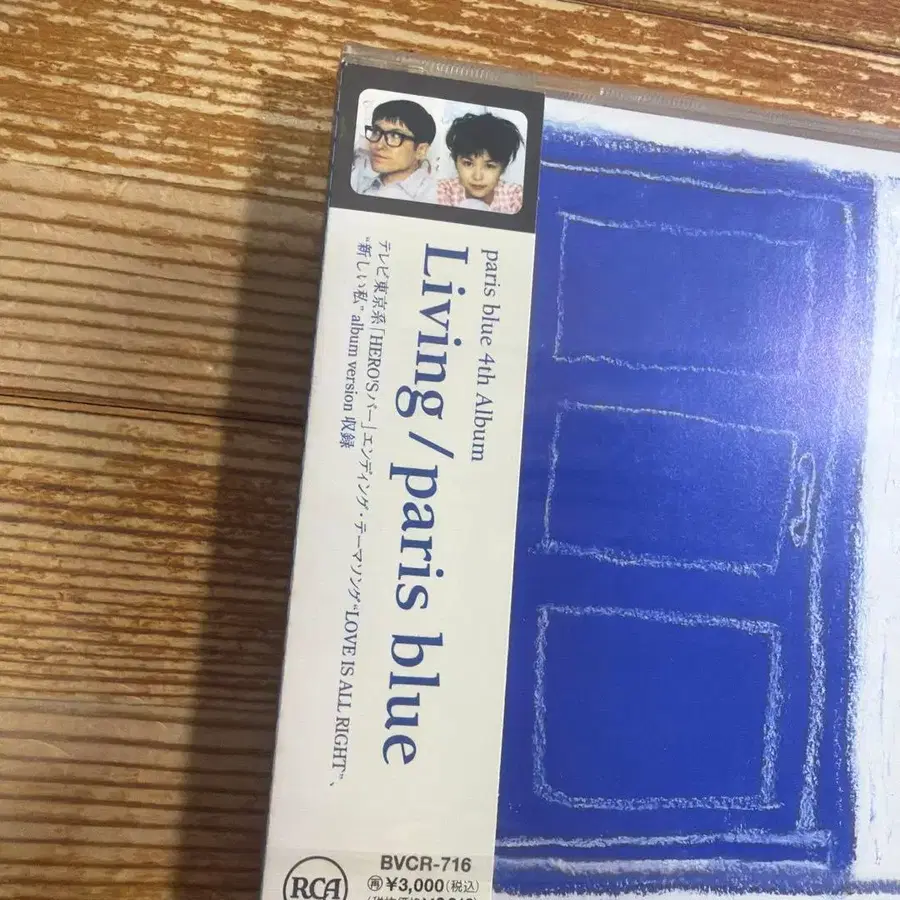 paris blue 4th Album
Living/paris blue
テレビ東京系「HERO'Sバー」エンディング・テーマソング“LOVE IS ALL RIGHT”、
“新しい私” album version 収録
RCA
BVCR-716
再 ¥3,000(税込)